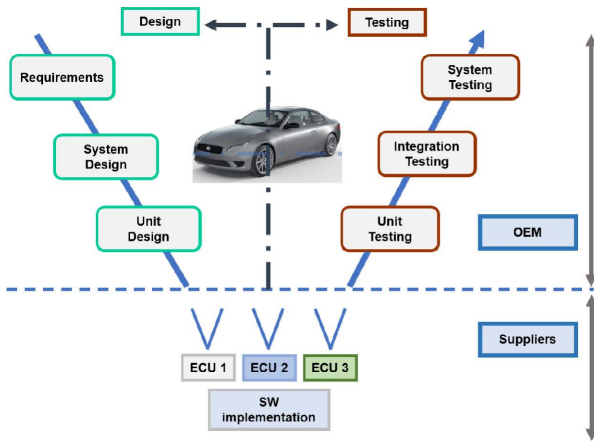 Design
Testing
Requirements
System
Testing
System
Design
Integration
Testing
Unit
Design
Unit
Testing
OEM
Suppliers
ECU 1
ECU 2
ECU 3
SW
implementation